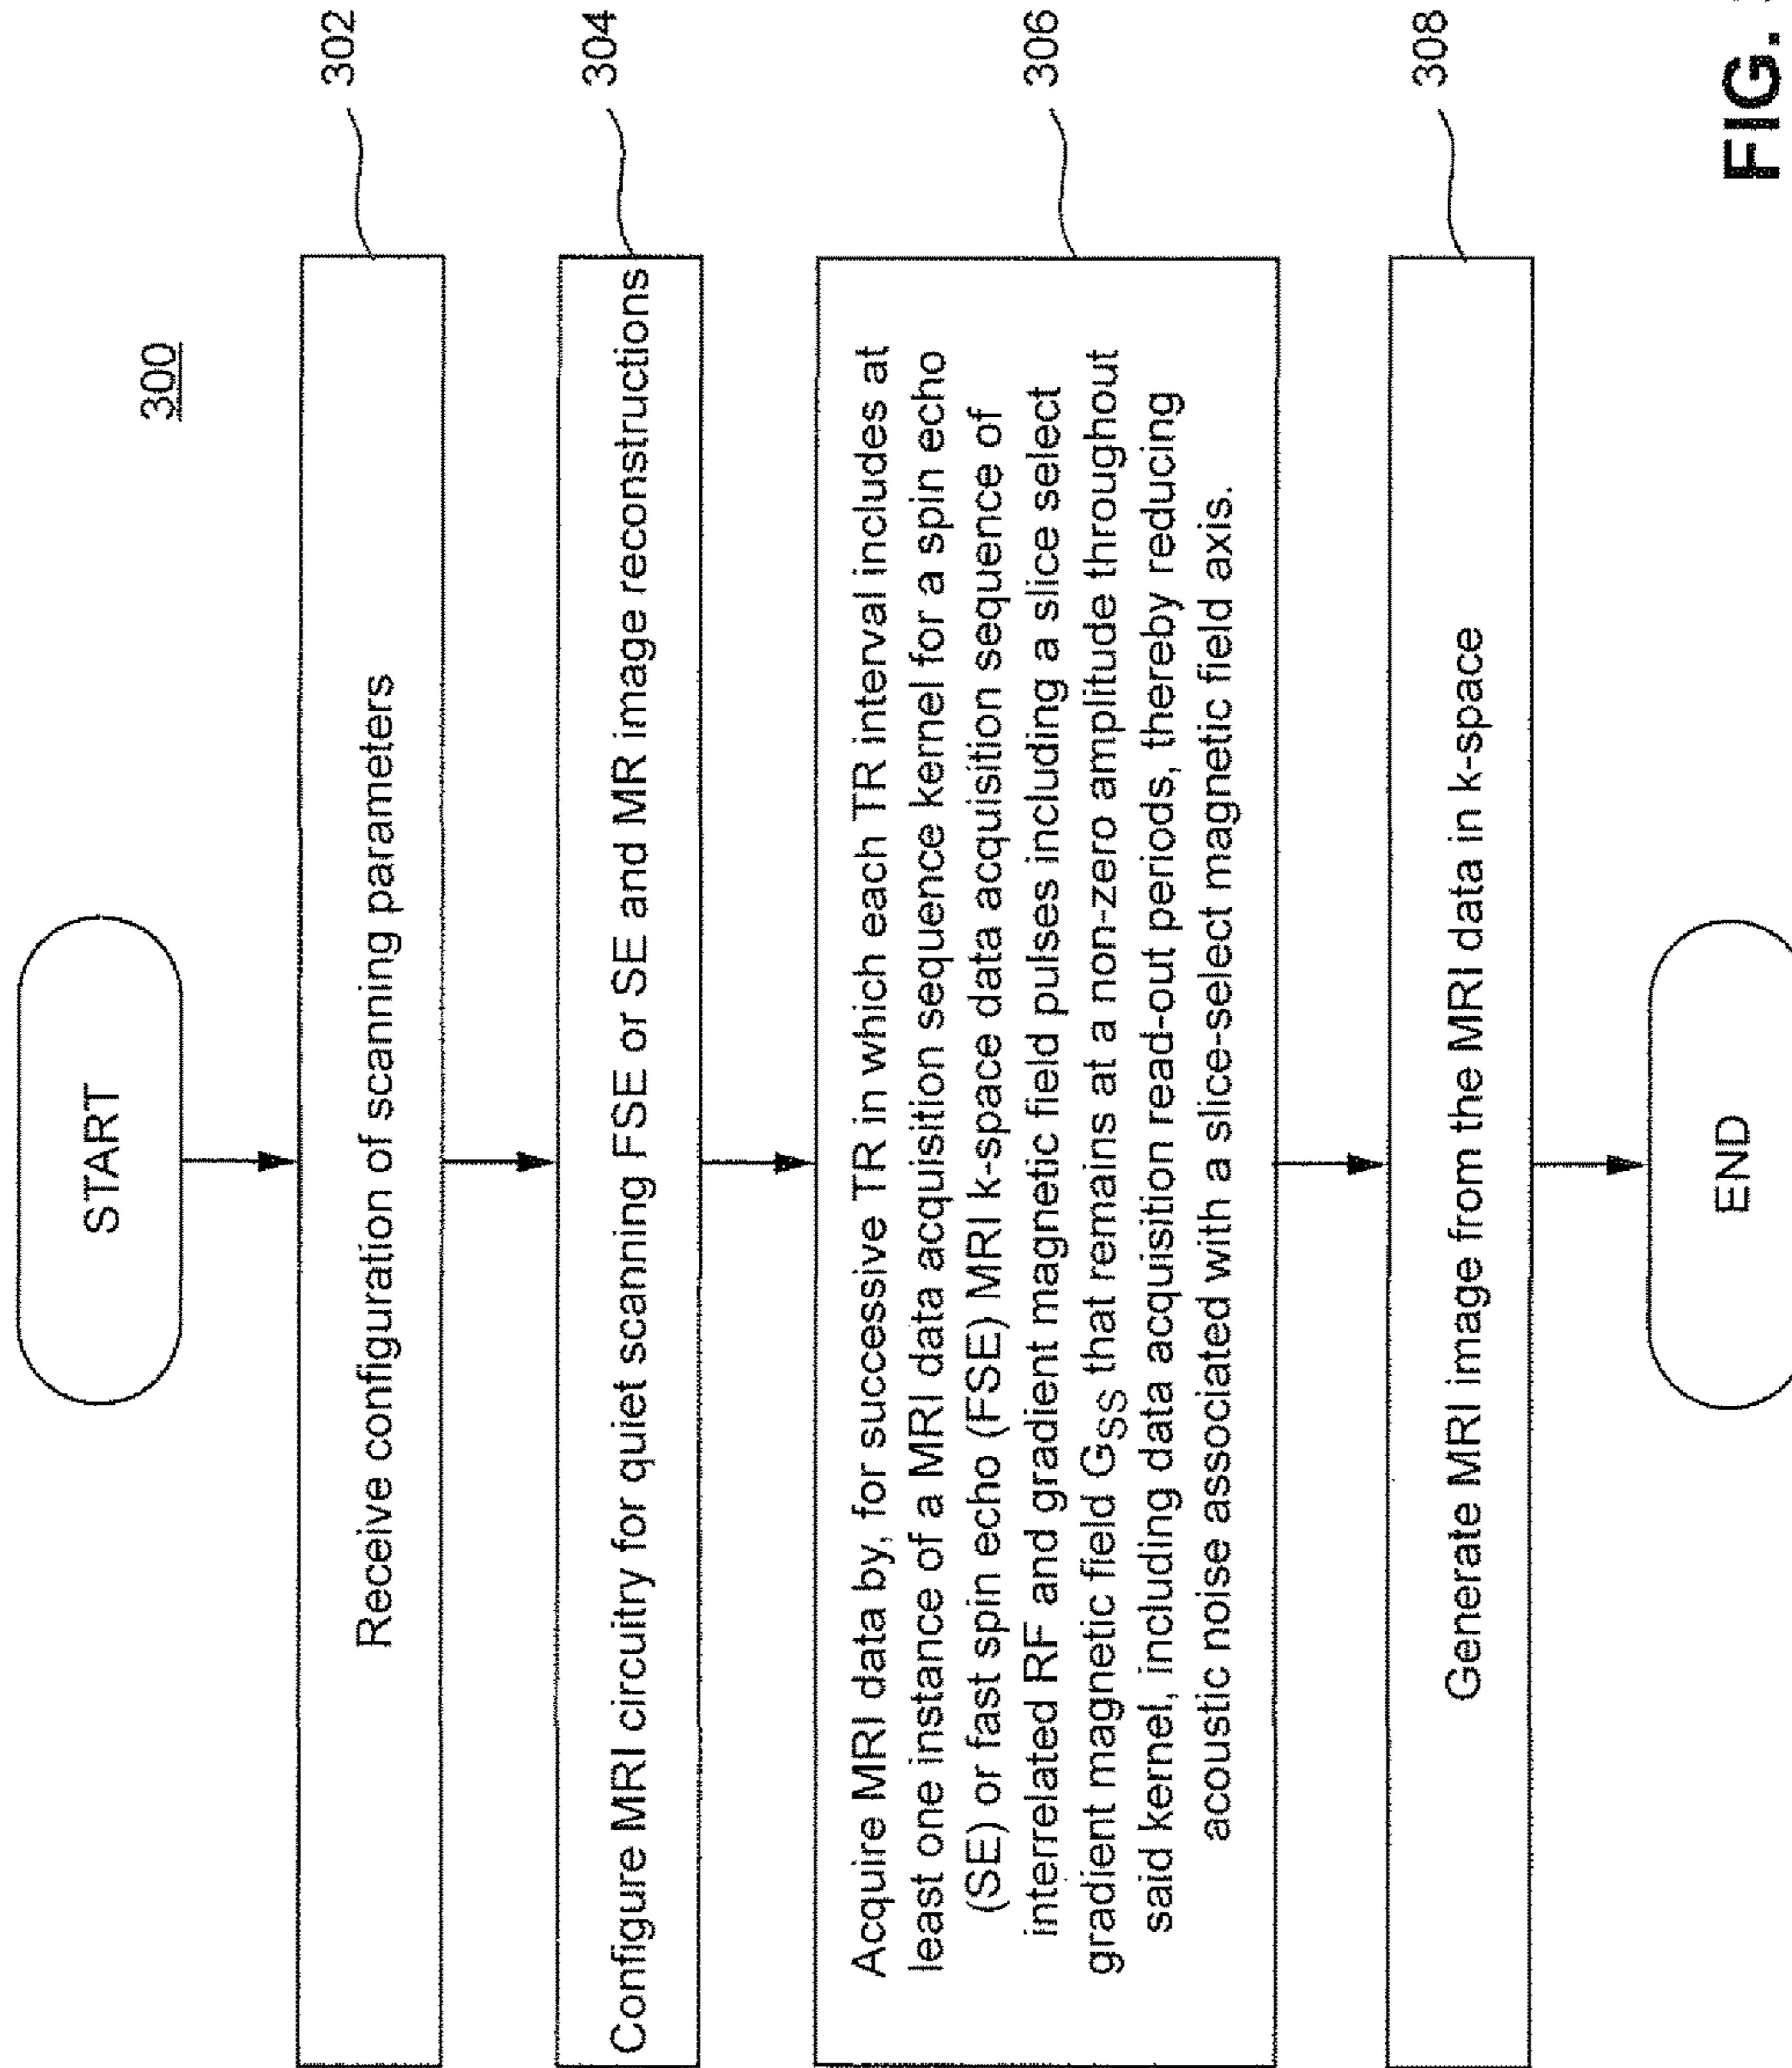 300
START
Receive configuration of scanning parameters
302
Configure MRI circuitry for quiet scanning FSE or SE and MR image reconstructions
304
Acquire MRI data by, for successive TR in which each TR interval includes at
least one instance of a MRI data acquisition sequence kernel for a spin echo
(SE) or fast spin echo (FSE) MRI k-space data acquisition sequence of
interrelated RF and gradient magnetic field pulses including a slice select
gradient magnetic field GSS that remains at a non-zero amplitude throughout
said kernel, including data acquisition read-out periods, thereby reducing
acoustic noise associated with a slice-select magnetic field axis.
306
Generate MRI image from the MRI data in k-space
308
END
FIG.